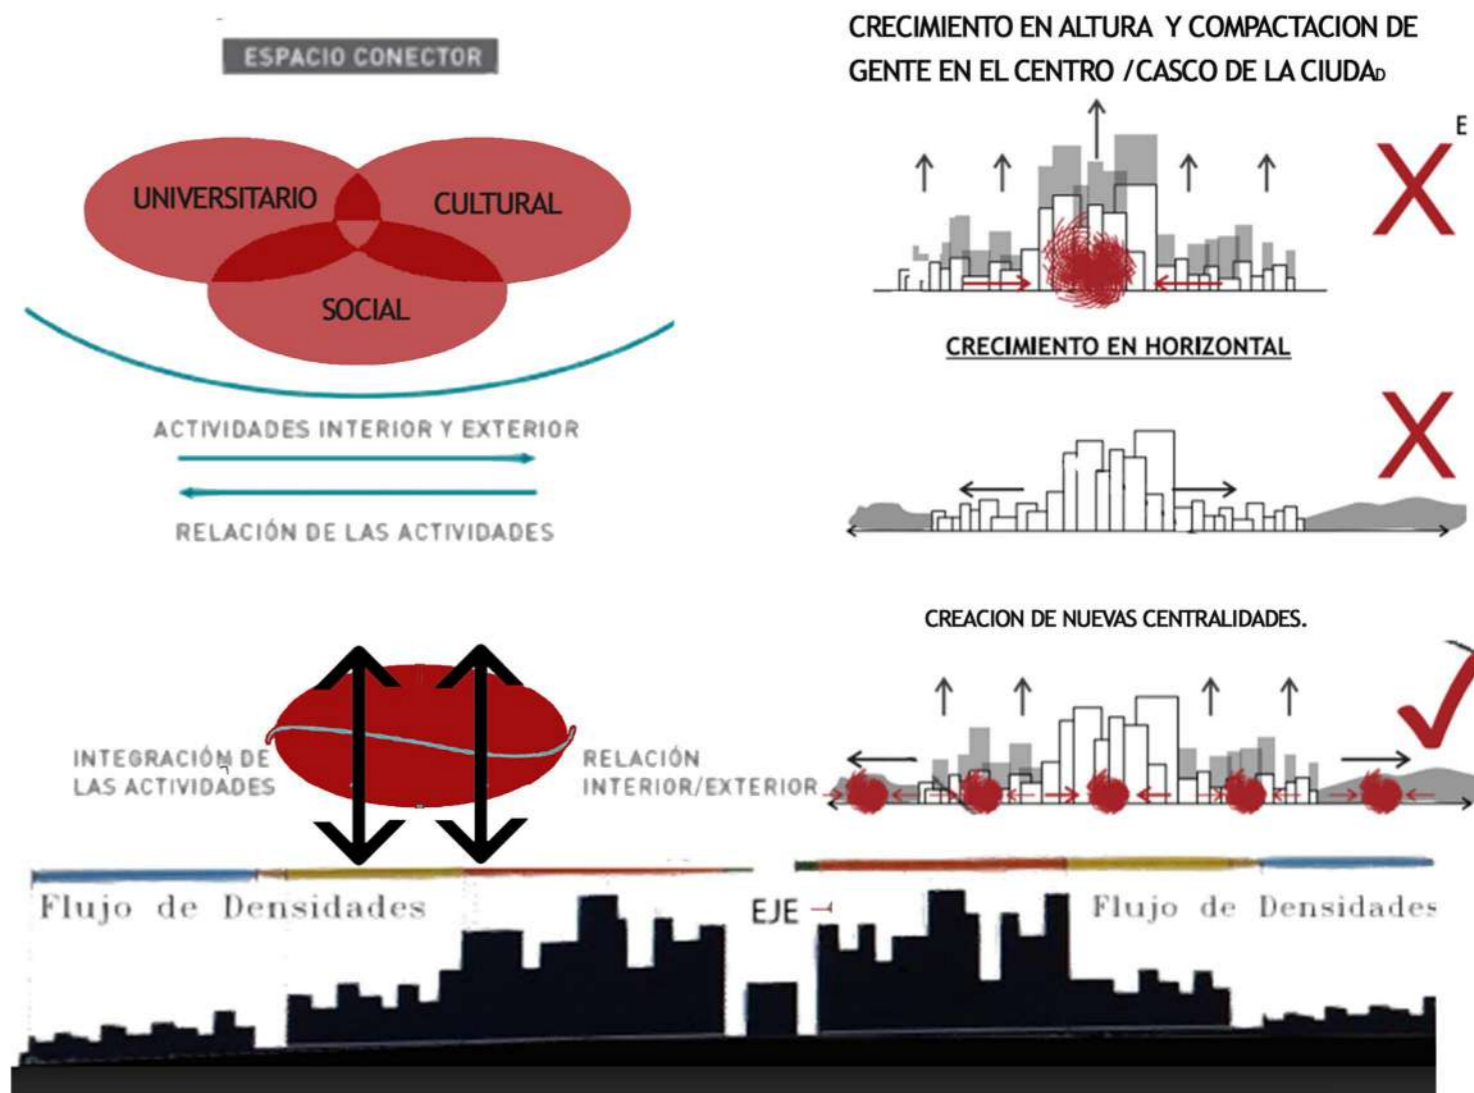 ESPACIO CONECTOR
UNIVERSITARIO
CULTURAL
SOCIAL
ACTIVIDADES INTERIOR Y EXTERIOR
RELACIÓN DE LAS ACTIVIDADES
CRECIMIENTO EN ALTURA Y COMPACTACION DE
GENTE EN EL CENTRO /CASCO DE LA CIUDAD
E
CRECIMIENTO EN HORIZONTAL
CREACION DE NUEVAS CENTRALIDADES.
INTEGRACIÓN DE
LAS ACTIVIDADES
RELACIÓN
INTERIOR/EXTERIOR
Flujo de Densidades
EJE
Flujo de Densidades